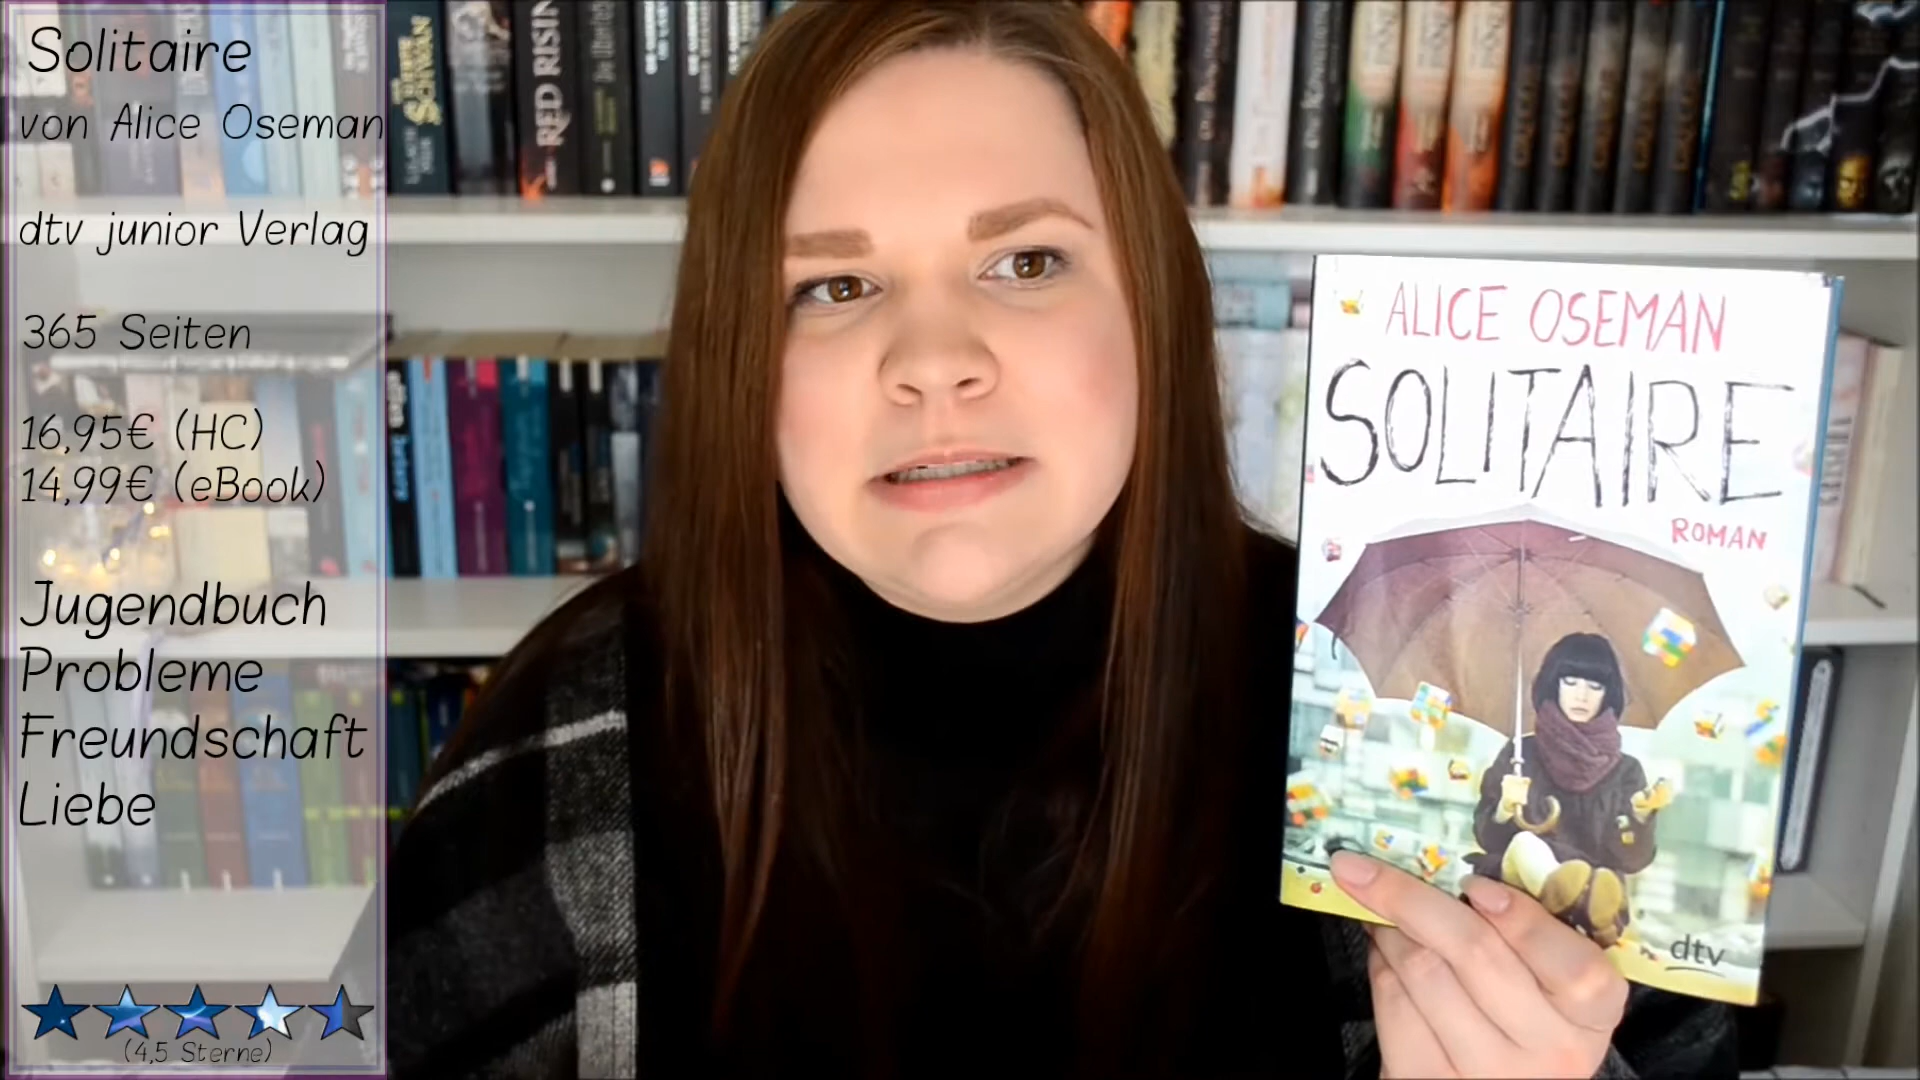 Solitaire
von Alice Oseman
dtv junior Verlag
365 Seiten
16,95€ (HC)
14,99€ (eBook)
Jugendbuch
Probleme
Freundschaft
Liebe
(4,5 Sterne)
ALICE OSEMAN
SOLITAIRE
ROMAN
dtv
RED RISING
SCHWAN